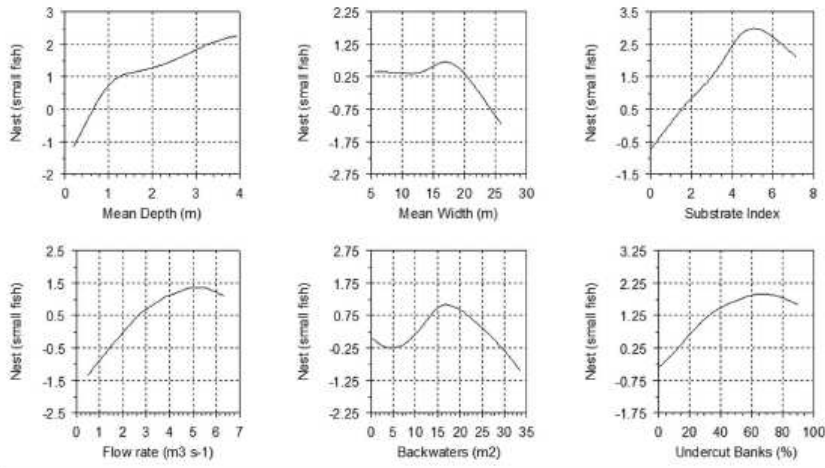 Nest (small fish)
3
2
1
0
-1
-2
0 1 2 3 4
Mean Depth (m)
Nest (small fish)
2.25
1.25
0.25
-0.75
-1.75
-2.75
5 10 15 20 25 30
Mean Width (m)
Nest (small fish)
3.5
2.5
1.5
0.5
-0.5
-1.5
0 2 4 6 8
Substrate Index
Nest (small fish)
2.5
1.5
0.5
-0.5
-1.5
-2.5
0 1 2 3 4 5 6 7
Flow rate (m3 s-1)
Nest (small fish)
2.75
1.75
0.75
-0.25
-1.25
-2.25
0 5 10 15 20 25 30 35
Backwaters (m2)
Nest (small fish)
3.25
2.25
1.25
0.25
-0.75
-1.75
0 20 40 60 80 100
Undercut Banks (%)